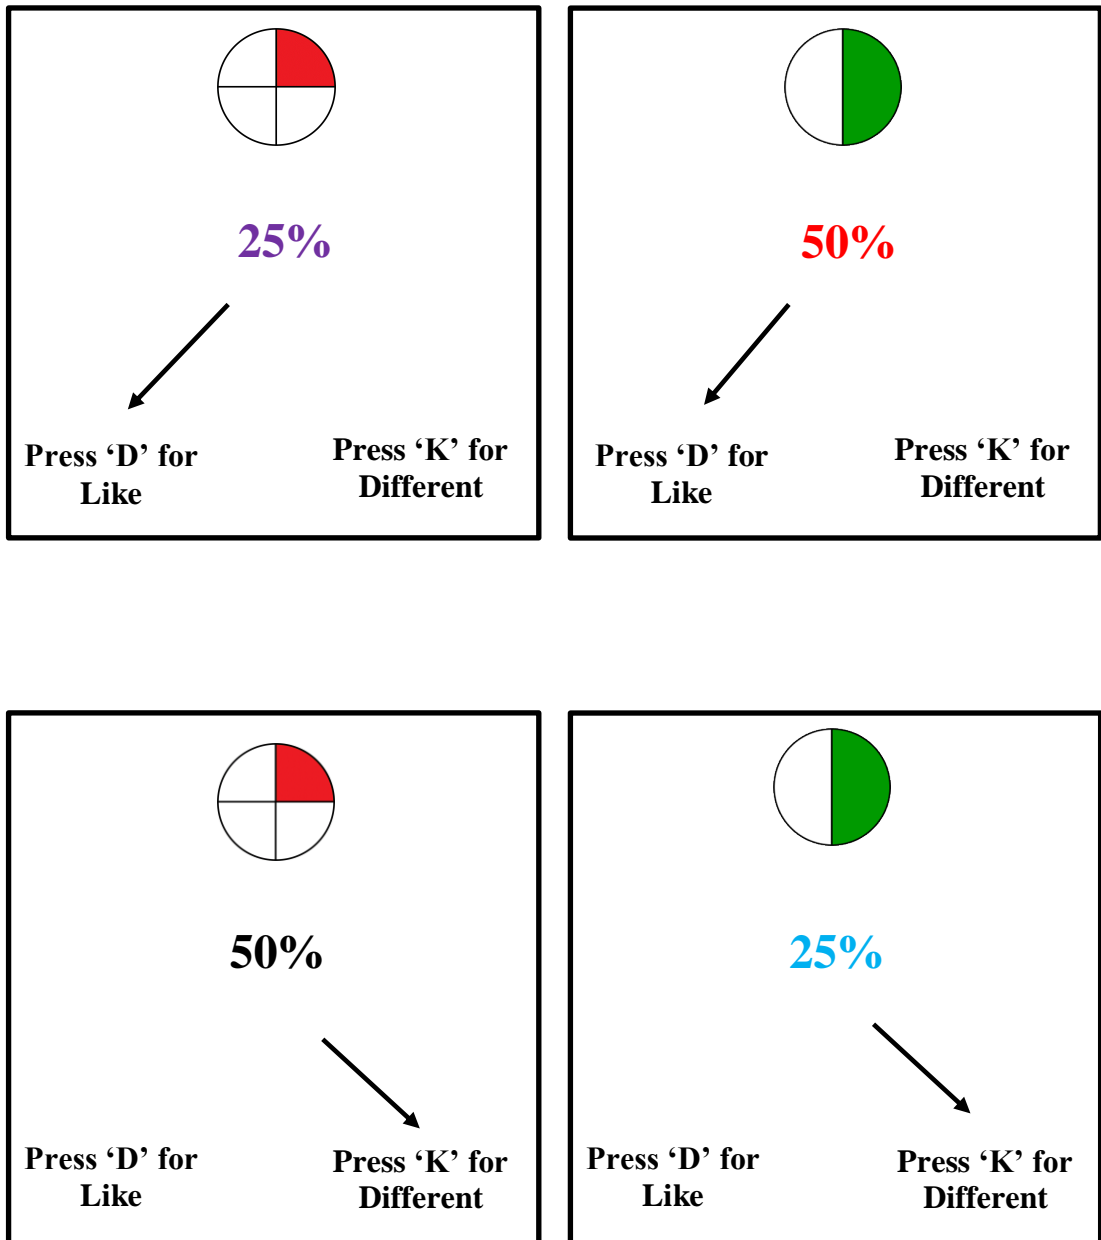 25%
Press ‘D’ for
Like
Press ‘K’ for
Different
50%
Press ‘D’ for
Like
Press ‘K’ for
Different
50%
Press ‘D’ for
Like
Press ‘K’ for
Different
25%
Press ‘D’ for
Like
Press ‘K’ for
Different